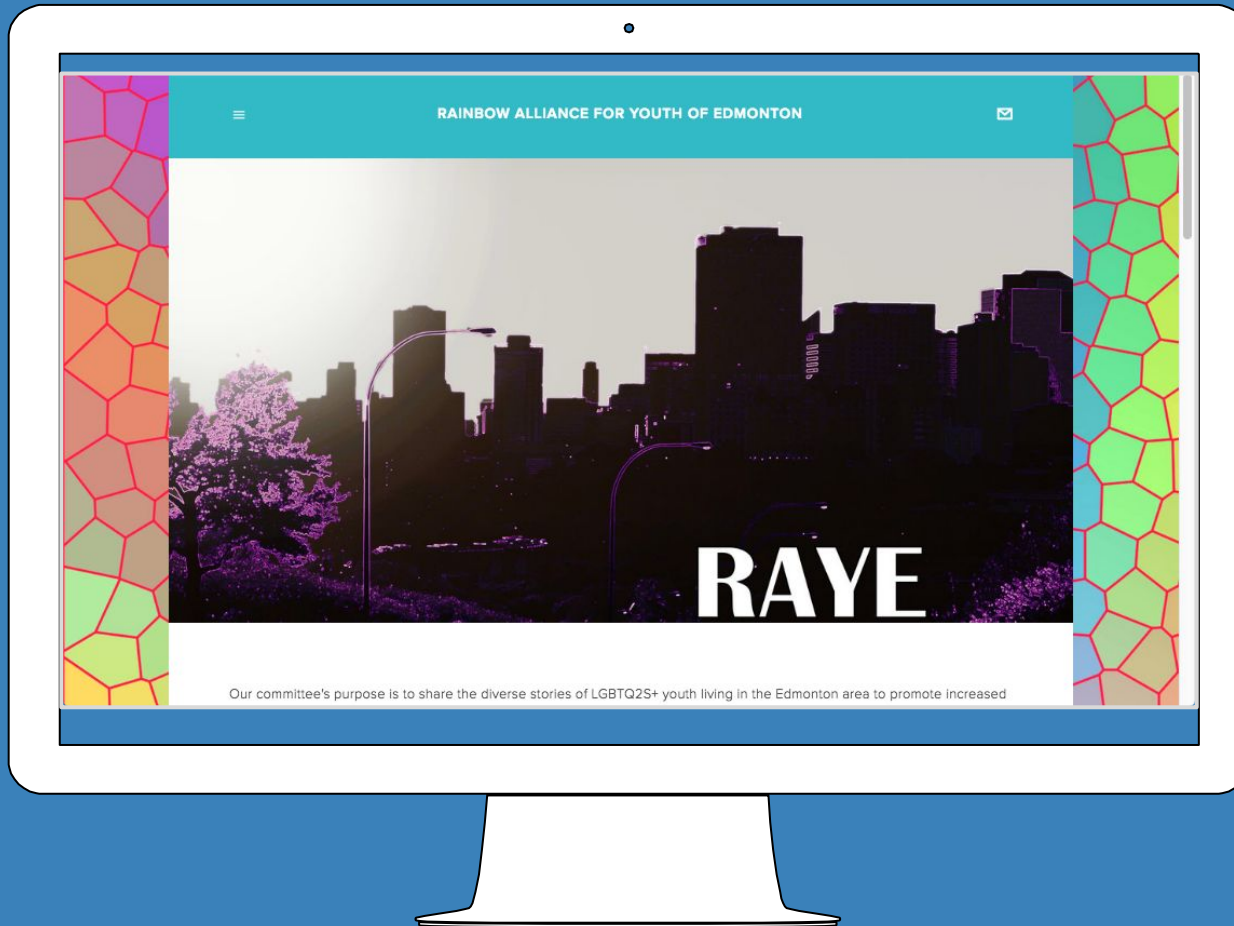 RAINBOW ALLIANCE FOR YOUTH OF EDMONTON
RAYE
Our committee's purpose is to share the diverse stories of LGBTQ2S+ youth living in the Edmonton area to promote increased